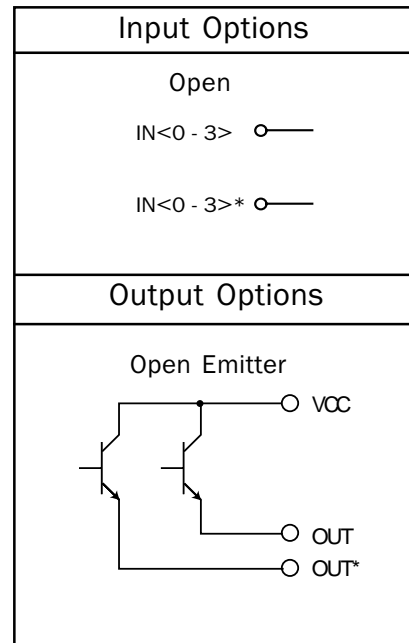 Input Options
Open
IN<0 - 3>
IN<0 - 3>*
Output Options
Open Emitter
VCC
OUT
OUT*